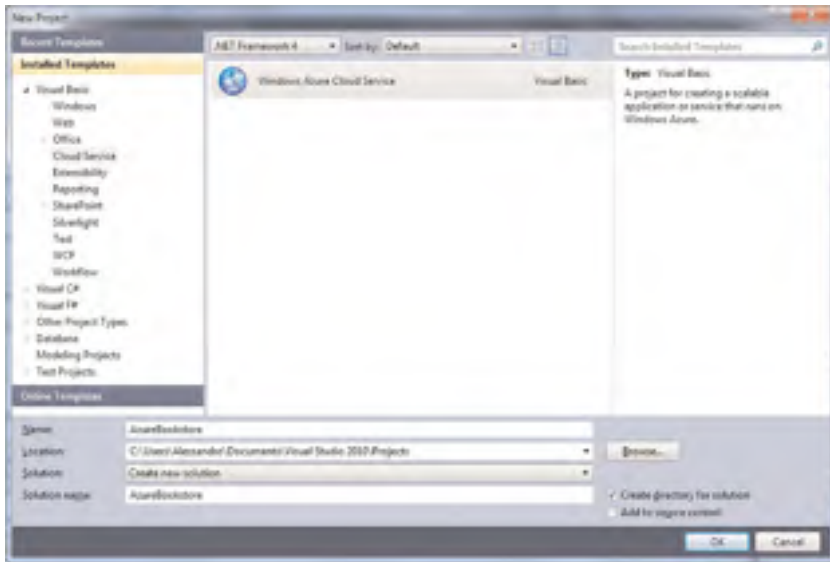 New Project
Recent Templates
Installed Templates
Visual Basic
Windows
Web
Office
Cloud Service
Extensibility
Reporting
SharePoint
Silverlight
Test
WCF
Workflow
Visual C#
Visual F#
Other Project Types
Database
Modeling Projects
Test Projects
Online Templates
.NET Framework 4
Sort by: Default
Search Installed Templates
Windows Azure Cloud Service
Visual Basic
Type: Visual Basic
A project for creating a scalable
application or service that runs on
Windows Azure.
Name:
AzureBookstore
Location:
C:\Users\Alessandro\Documents\Visual Studio 2010\Projects
Browse...
Solution:
Create new solution
Solution name:
AzureBookstore
Create directory for solution
Add to source control
OK
Cancel